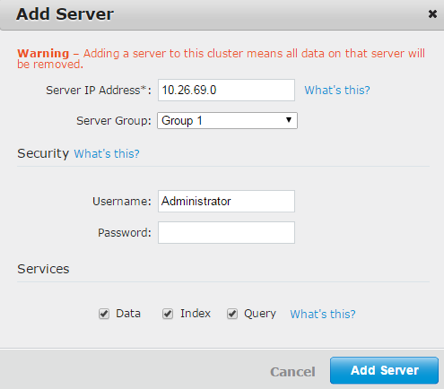 Add Server ✖
Warning – Adding a server to this cluster means all data on that server will
be removed.
Server IP Address*: 10.26.69.0 What's this?
Server Group: Group 1
Security What's this?
Username: Administrator
Password:
Services
Data Index Query What's this?
Cancel Add Server